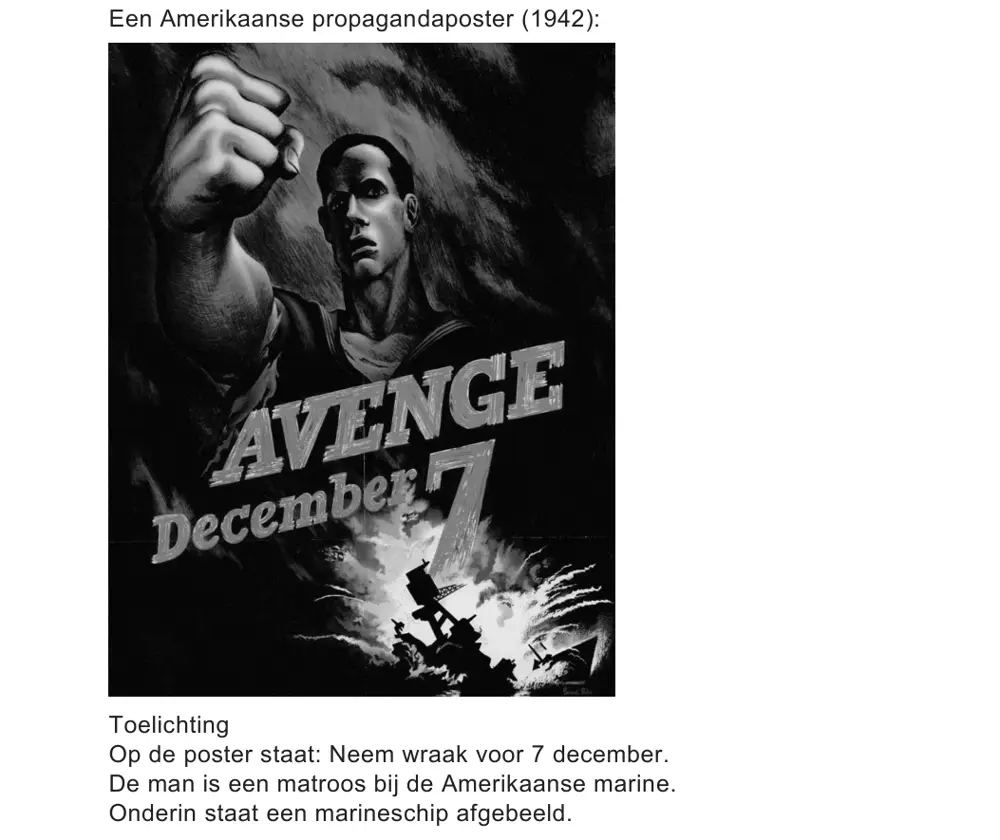 Een Amerikaanse propagandaposter (1942):
AVENGE
December 7
Toelichting
Op de poster staat: Neem wraak voor 7 december.
De man is een matroos bij de Amerikaanse marine.
Onderin staat een marineschip afgebeeld.